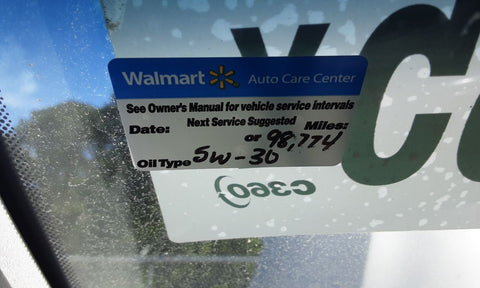 Walmart Auto Care Center
See Owner's Manual for vehicle service intervals
Next Service Suggested
Date: or Miles: 98,774
Oil Type 5W-30
C360